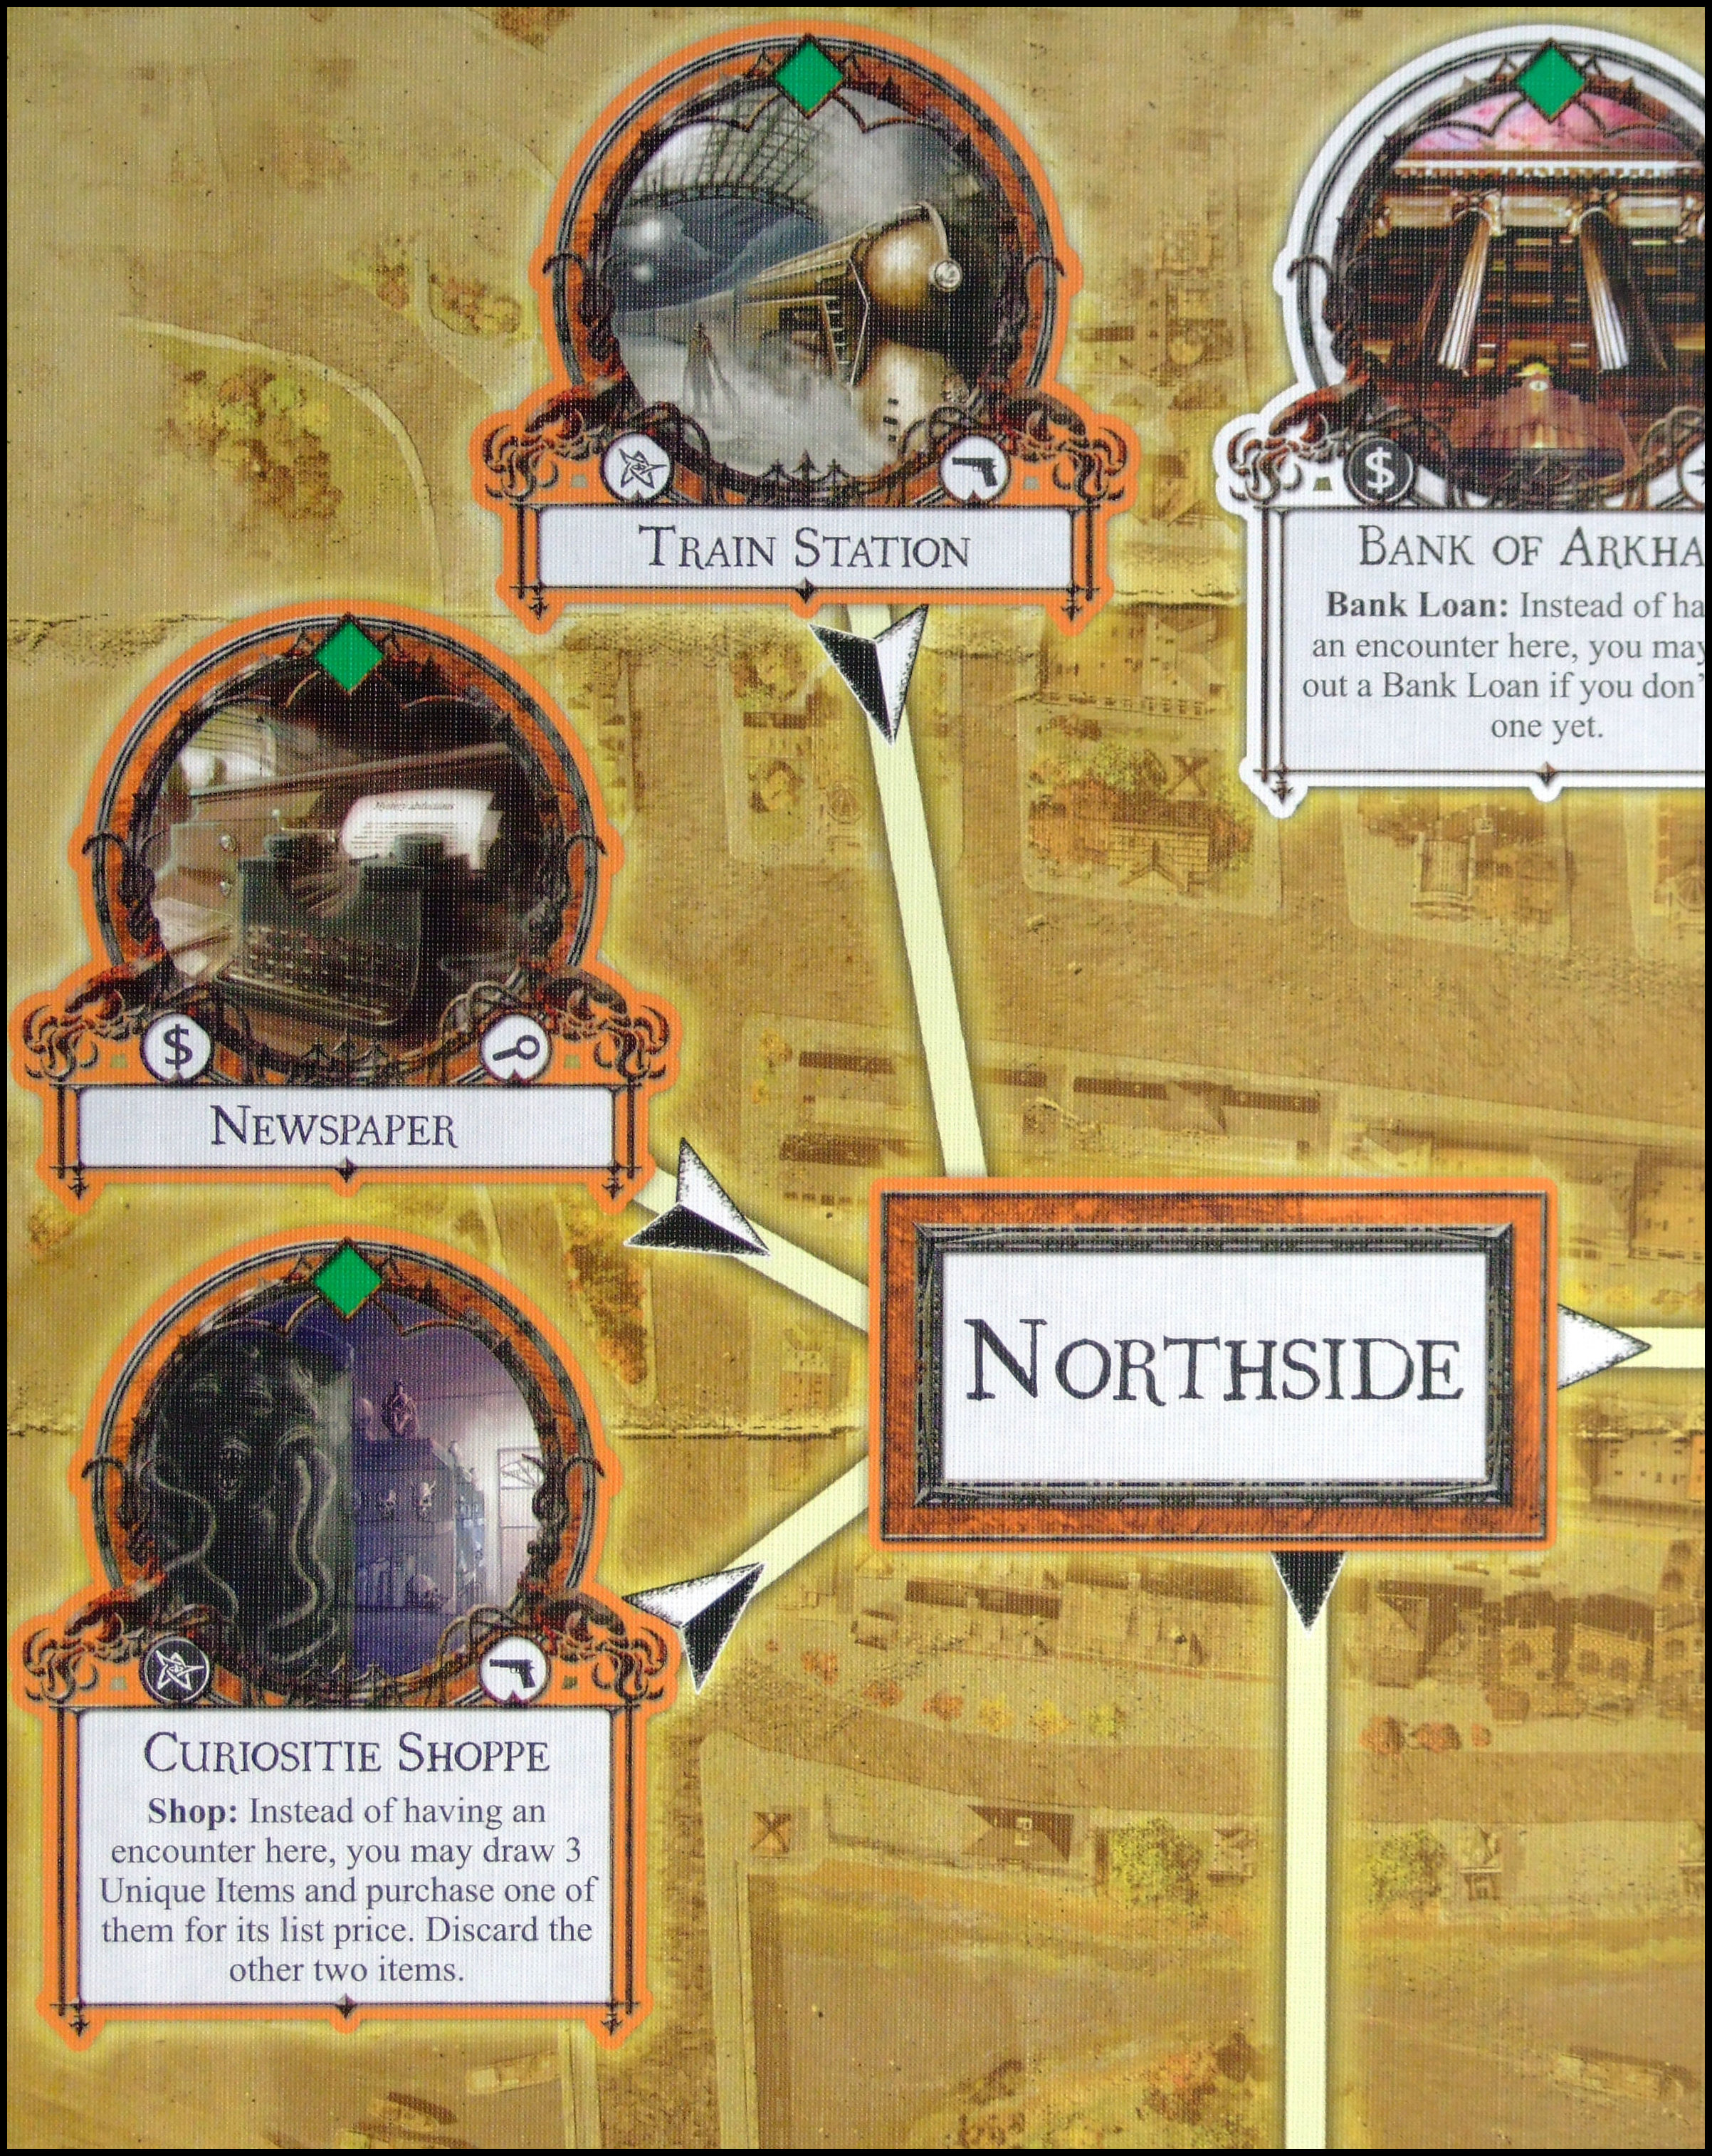 TRAIN STATION
BANK OF ARKHA
Bank Loan: Instead of ha
an encounter here, you may
out a Bank Loan if you don'
one yet.
$
$
NEWSPAPER
NORTHSIDE
CURIOSITIE SHOPPE
Shop: Instead of having an
encounter here, you may draw 3
Unique Items and purchase one of
them for its list price. Discard the
other two items.